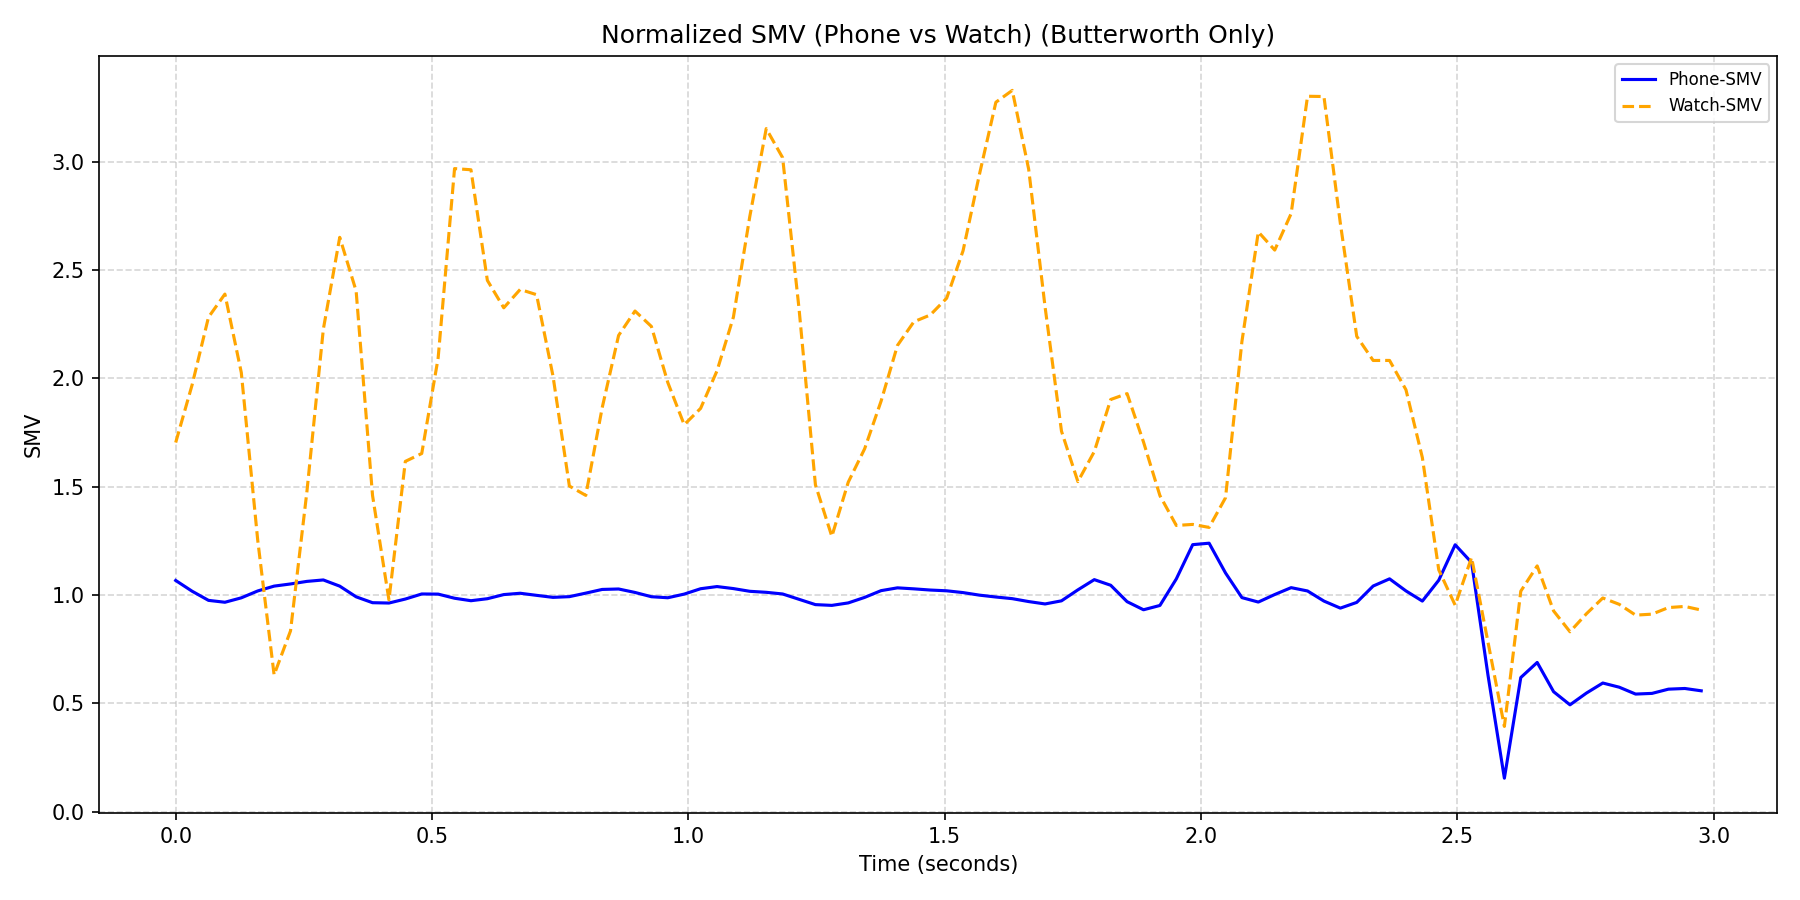 Normalized SMV (Phone vs Watch) (Butterworth Only)
Phone-SMV
Watch-SMV
SMV
3.0
2.5
2.0
1.5
1.0
0.5
0.0
0.0 0.5 1.0 1.5 2.0 2.5 3.0
Time (seconds)